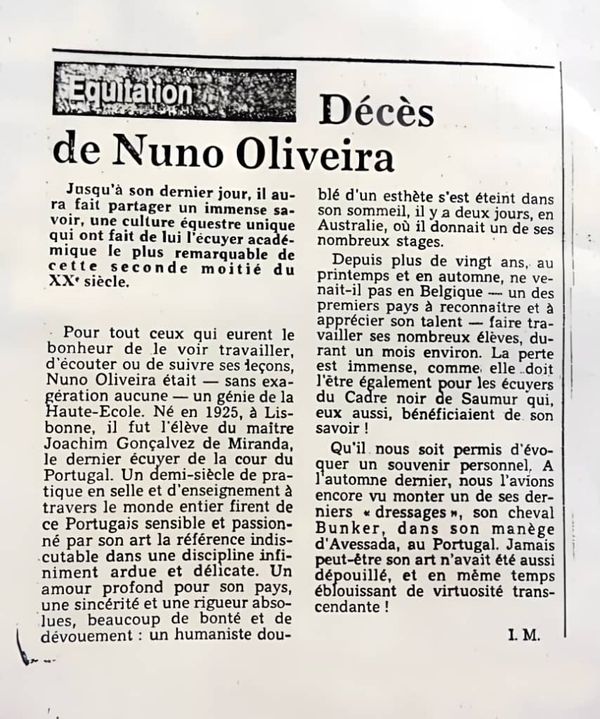 Equitation
Décès
de Nuno Oliveira
Jusqu'à son dernier jour, il au-
ra fait partager un immense sa-
voir, une culture équestre unique
qui ont fait de lui l'écuyer acadé-
mique le plus remarquable de
cette seconde moitié du
XXe siècle.
Pour tout ceux qui eurent le
bonheur de le voir travailler,
d'écouter ou de suivre ses leçons,
Nuno Oliveira était — sans exa-
gération aucune — un génie de la
Haute-Ecole. Né en 1925, à Lis-
bonne, il fut l'élève du maître
Joachim Gonçalvez de Miranda,
le dernier écuyer de la cour du
Portugal. Un demi-siècle de pra-
tique en selle et d'enseignement à
travers le monde entier firent de
ce Portugais sensible et passion-
né par son art la référence indis-
cutable dans une discipline infi-
niment ardue et délicate. Un
amour profond pour son pays,
une sincérité et une rigueur abso-
lues, beaucoup de bonté et de
dévouement : un humaniste dou-
blé d'un esthète s'est éteint dans
son sommeil, il y a deux jours, en
Australie, où il donnait un de ses
nombreux stages.
Depuis plus de vingt ans, au
printemps et en automne, ne ve-
nait-il pas en Belgique — un des
premiers pays à reconnaître et à
apprécier son talent — faire tra-
vailler ses nombreux élèves, du-
rant un mois environ. La perte
est immense, comme elle doit
l'être également pour les écuyers
du Cadre noir de Saumur qui,
eux aussi, bénéficiaient de son
savoir !
Qu'il nous soit permis d'évo-
quer un souvenir personnel. A
l'automne dernier, nous l'avions
encore vu monter un de ses der-
niers « dressages », son cheval
Bunker, dans son manège
d'Avessada, au Portugal. Jamais
peut-être son art n'avait été aussi
dépouillé, et en même temps
éblouissant de virtuosité trans-
cendante !
I. M.